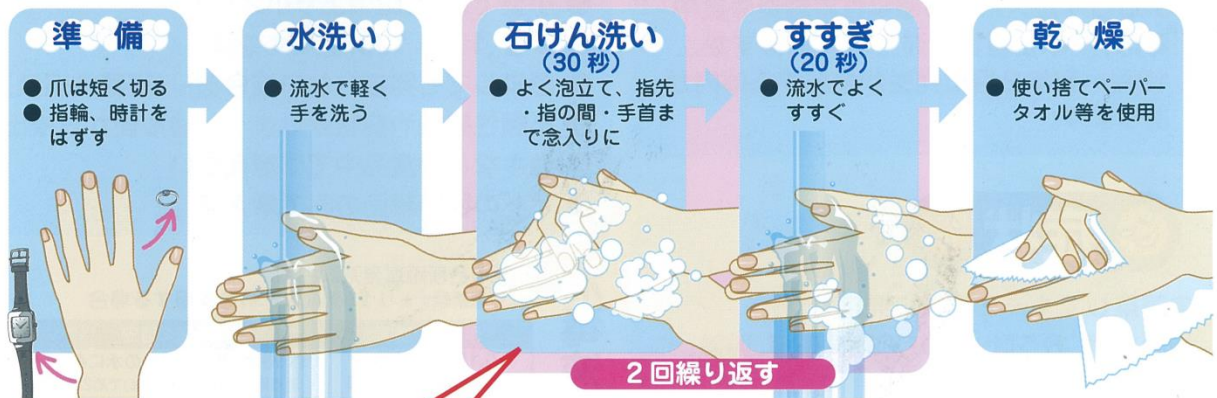 準備
● 爪は短く切る
● 指輪、時計を
はずす
水洗い
● 流水で軽く
手を洗う
石けん洗い
（30秒）
● よく泡立て、指先
・指の間・手首ま
で念入りに
すすぎ
（20秒）
● 流水でよく
すすぐ
乾燥
● 使い捨てペーパー
タオル等を使用
2回繰り返す